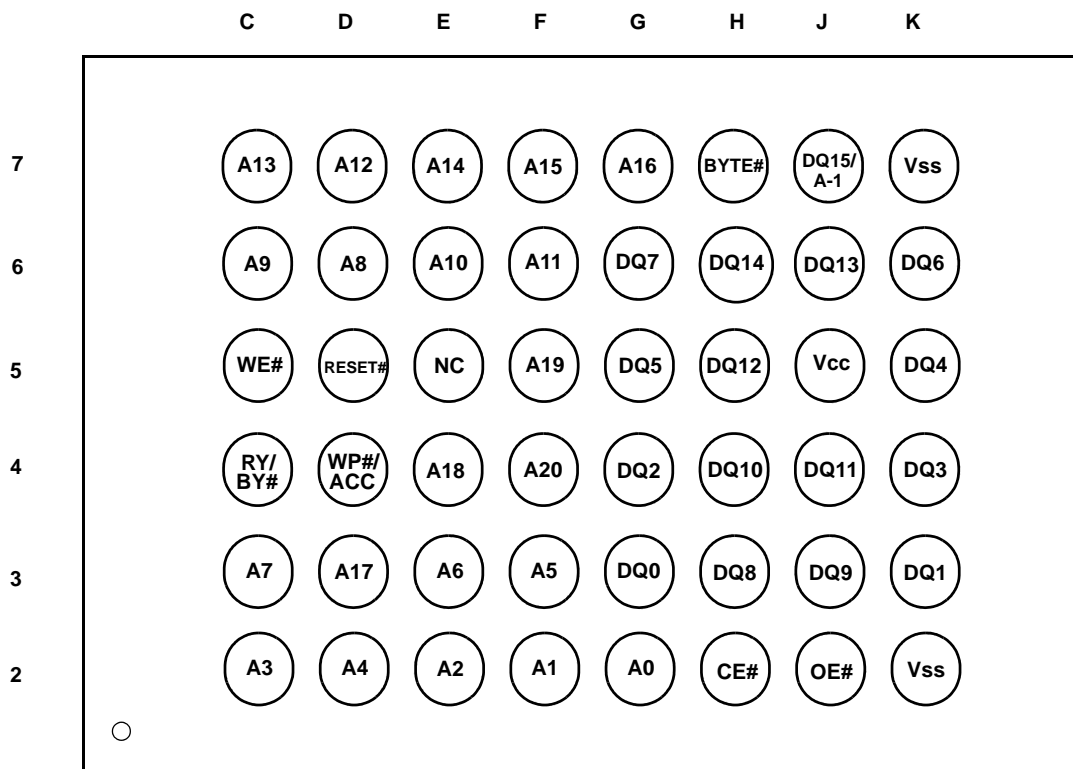 C D E F G H J K
7 A13 A12 A14 A15 A16 BYTE# DQ15/A-1 Vss
6 A9 A8 A10 A11 DQ7 DQ14 DQ13 DQ6
5 WE# RESET# NC A19 DQ5 DQ12 Vcc DQ4
4 RY/BY# WP#/ACC A18 A20 DQ2 DQ10 DQ11 DQ3
3 A7 A17 A6 A5 DQ0 DQ8 DQ9 DQ1
2 A3 A4 A2 A1 A0 CE# OE# Vss